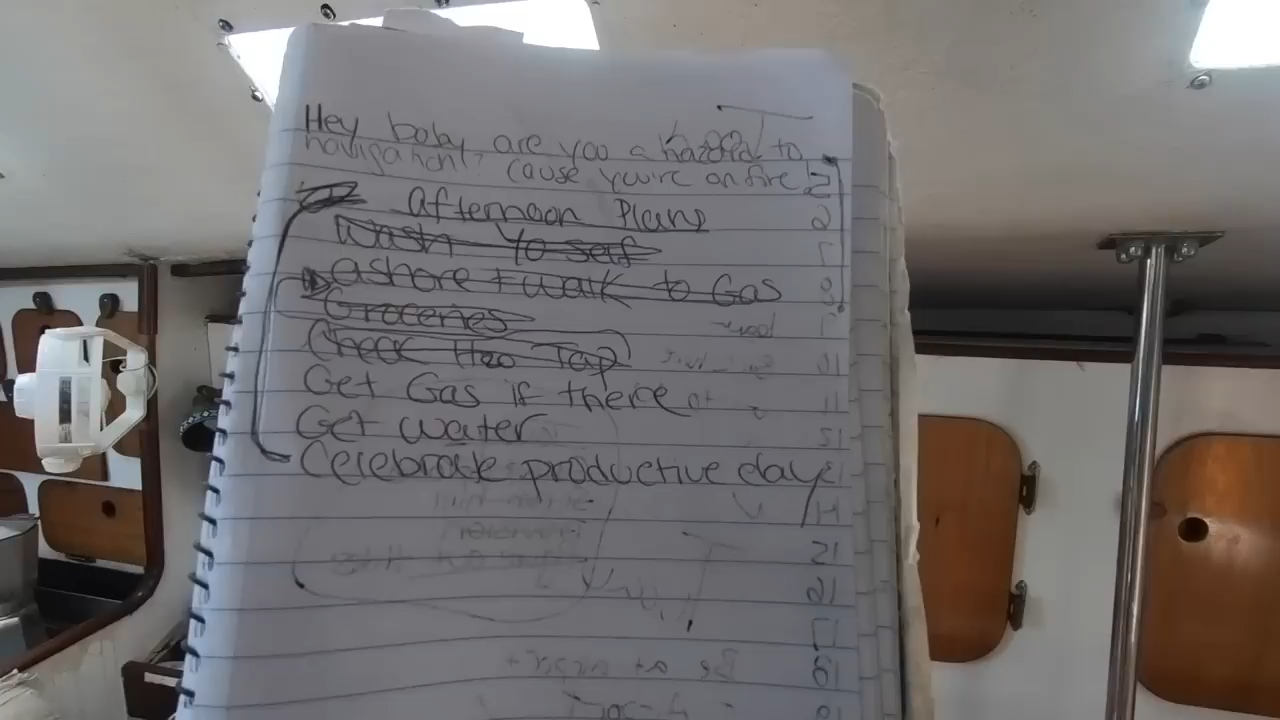 Hey baby are you a hazard to
navigation? Cause you're on fire!
Afternoon Plans
Wash Yo Self
ashore + walk to Gas
Groceries
Check H2O Tap
Get Gas if there
Get water
Celebrate productive day